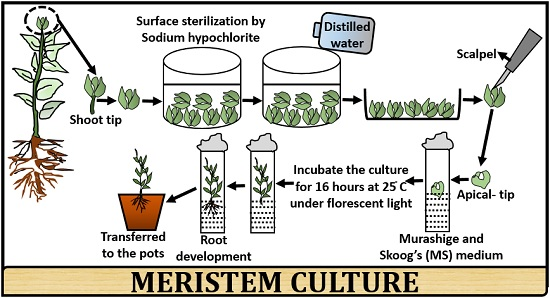 Surface sterilization by
Sodium hypochlorite
Distilled
water
Scalpel
Shoot tip
Incubate the culture
for 16 hours at 25 C
under florescent light
Apical- tip
Transferred
to the pots
Root
development
Murashige and
Skoog's (MS) medium
MERISTEM CULTURE